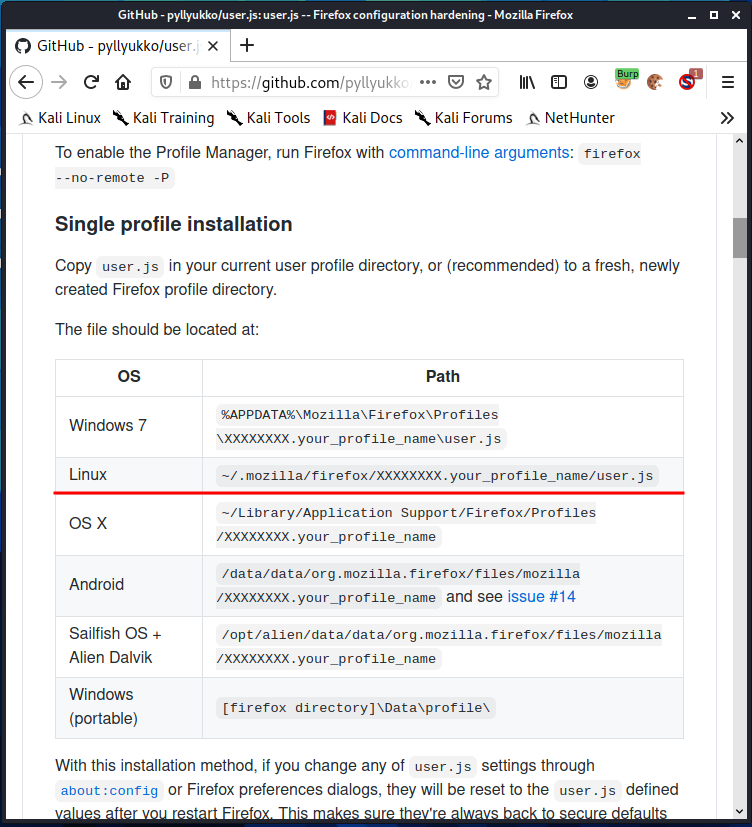 GitHub - pyllyukko/user.js: user.js -- Firefox configuration hardening - Mozilla Firefox
GitHub - pyllyukko/user.j
https://github.com/pyllyukko
Burp
1
Kali Linux Kali Training Kali Tools Kali Docs Kali Forums NetHunter
To enable the Profile Manager, run Firefox with command-line arguments: firefox
--no-remote -P
Single profile installation
Copy user.js in your current user profile directory, or (recommended) to a fresh, newly
created Firefox profile directory.
The file should be located at:
OS Path
Windows 7 %APPDATA%\Mozilla\Firefox\Profiles
\XXXXXXXX.your_profile_name\user.js
Linux ~/.mozilla/firefox/XXXXXXXX.your_profile_name/user.js
OS X ~/Library/Application Support/Firefox/Profiles
/XXXXXXXX.your_profile_name
Android /data/data/org.mozilla.firefox/files/mozilla
/XXXXXXXX.your_profile_name and see issue #14
Sailfish OS + /opt/alien/data/data/org.mozilla.firefox/files/mozilla
Alien Dalvik /XXXXXXXX.your_profile_name
Windows
(portable) [firefox directory]\Data\profile\
With this installation method, if you change any of user.js settings through
about:config or Firefox preferences dialogs, they will be reset to the user.js defined
values after you restart Firefox. This makes sure they're always back to secure defaults